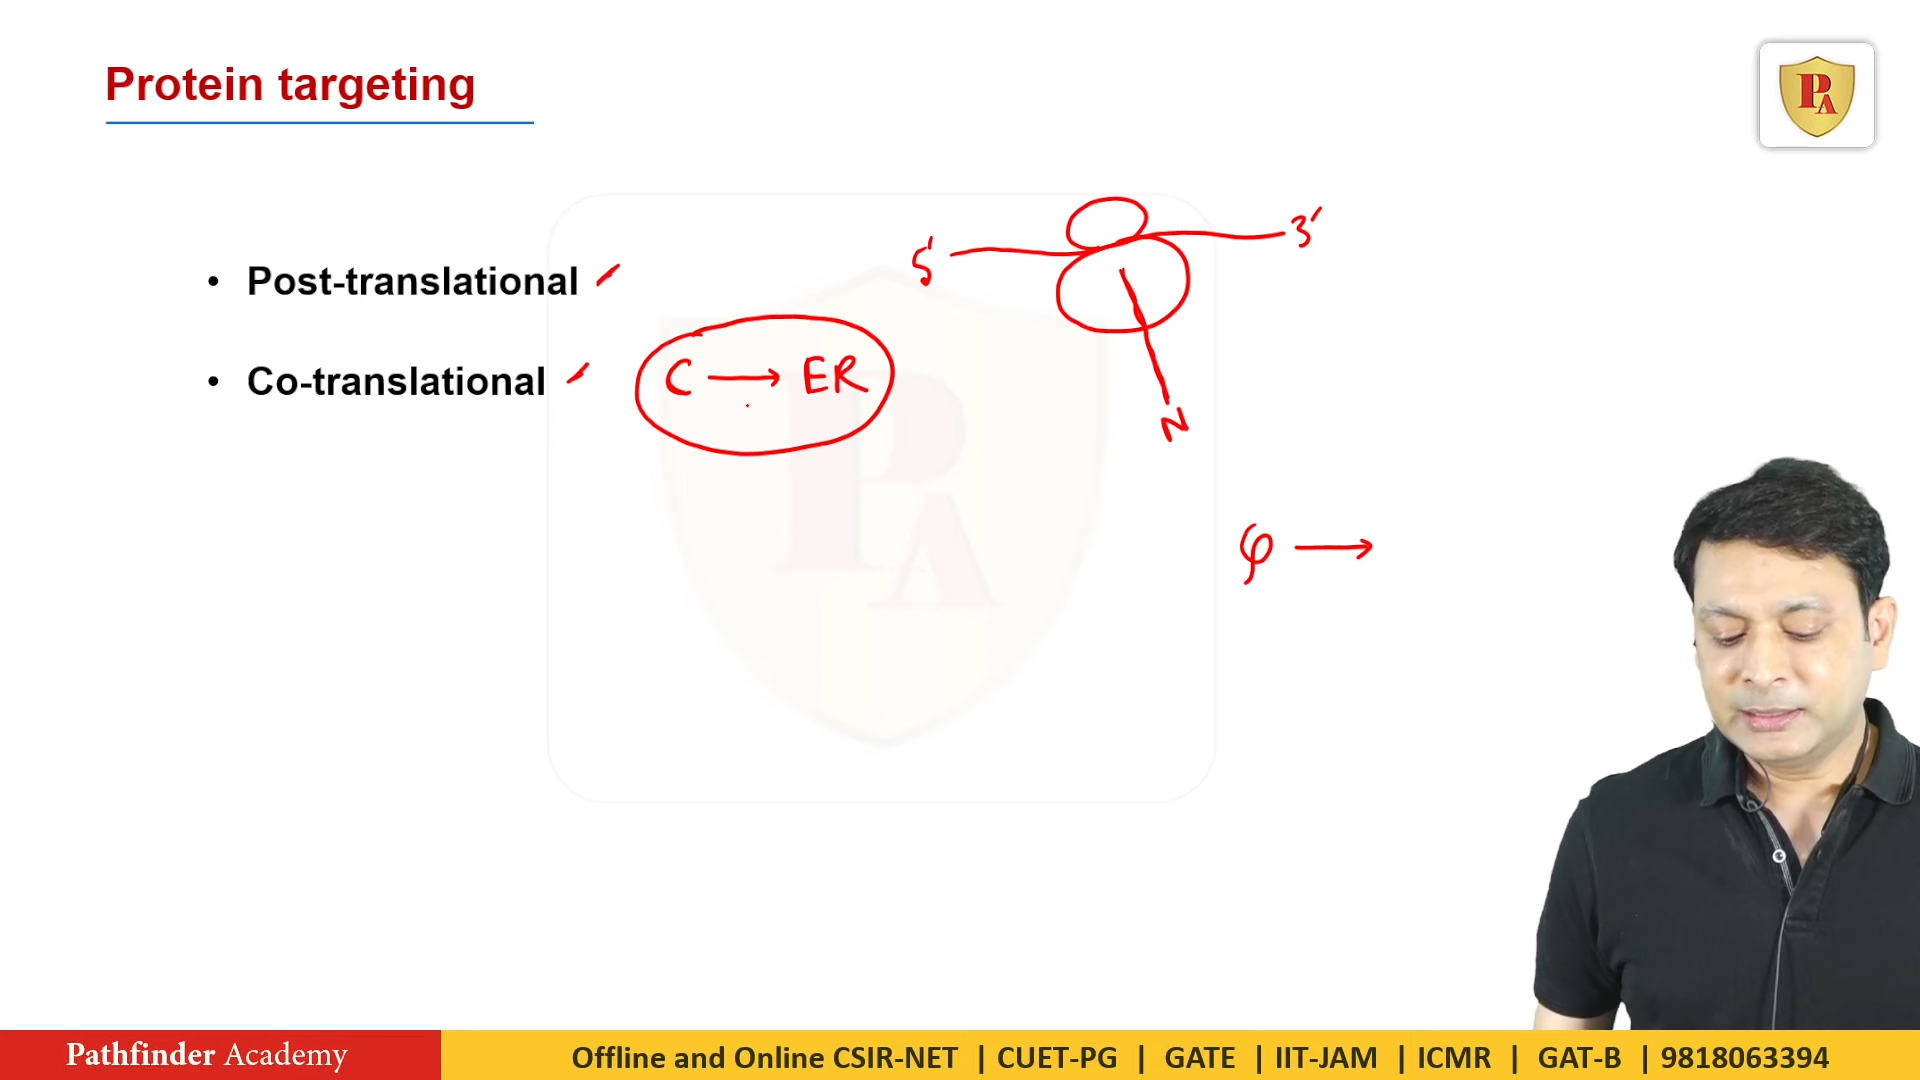 Protein targeting
PA
• Post-translational
• Co-translational
C → ER
5'
3'
N
φ →
Pathfinder Academy
Offline and Online CSIR-NET | CUET-PG | GATE | IIT-JAM | ICMR | GAT-B | 9818063394